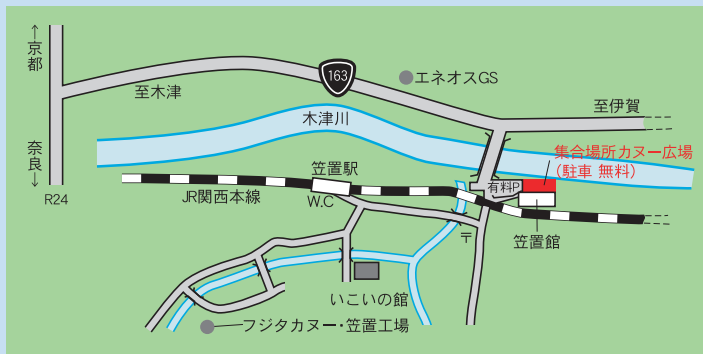 ↑京都
奈良↓
R24
至木津
163
エネオスGS
至伊賀
木津川
集合場所カヌー広場
(駐車 無料)
有料P
笠置駅
W.C
JR関西本線
〒
笠置館
いこいの館
フジタカヌー・笠置工場